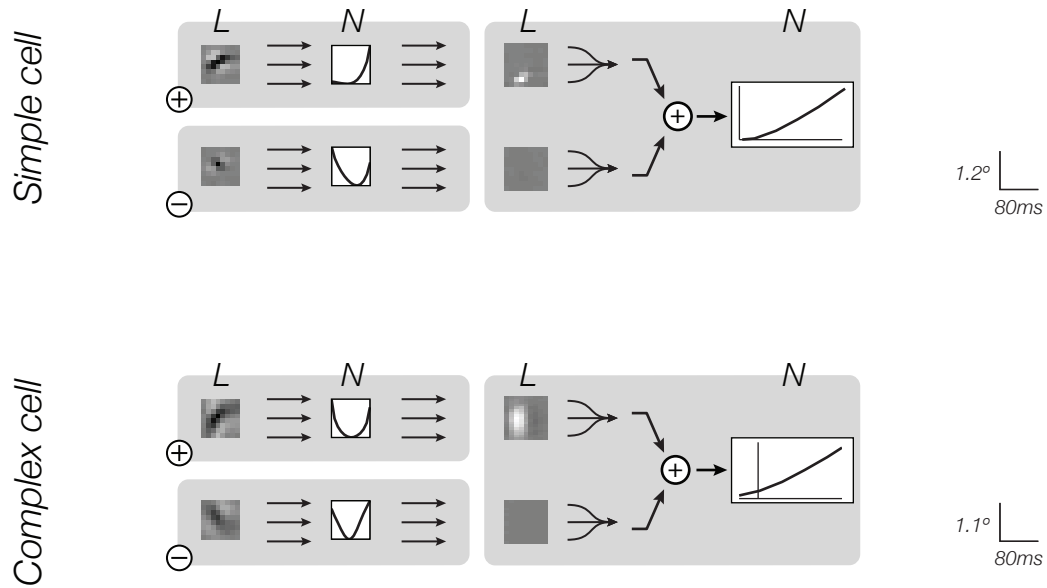 Simple cell
L N L N
+
+
−
1.2º
80ms
Complex cell
L N L N
+
+
−
1.1º
80ms